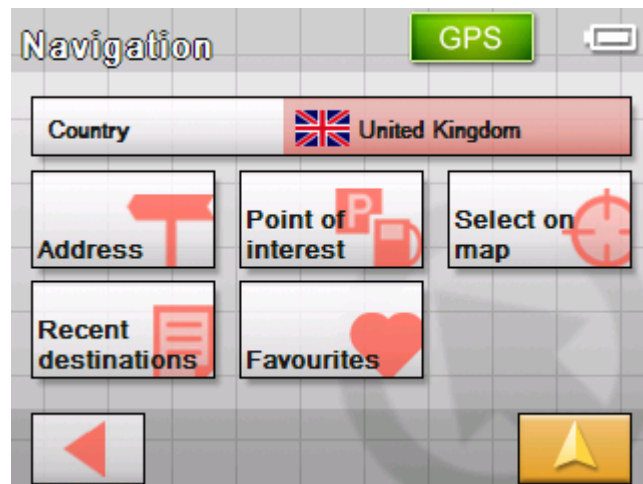 Navigation
GPS
Country
United Kingdom
Address
Point of
interest
P
Select on
map
Recent
destinations
Favourites